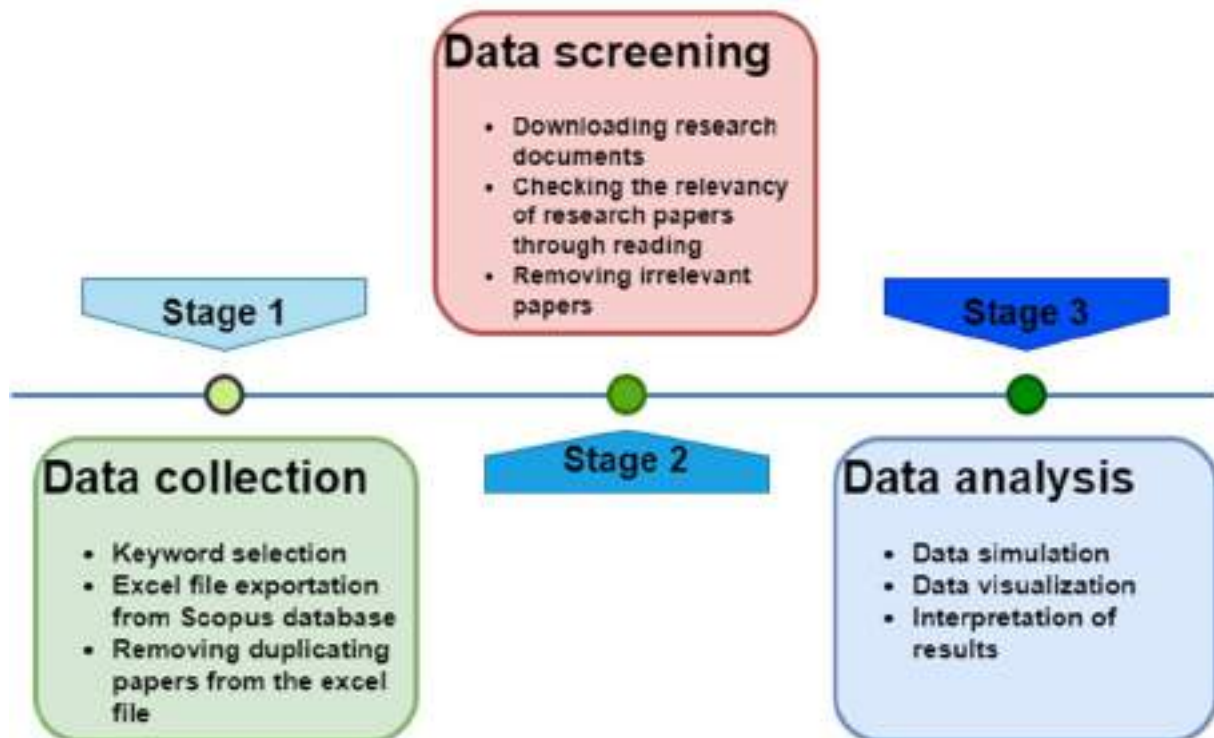 Data screening
• Downloading research
documents
• Checking the relevancy
of research papers
through reading
• Removing irrelevant
papers
Stage 1
Stage 3
Stage 2
Data collection
• Keyword selection
• Excel file exportation
from Scopus database
• Removing duplicating
papers from the excel
file
Data analysis
• Data simulation
• Data visualization
• Interpretation of
results